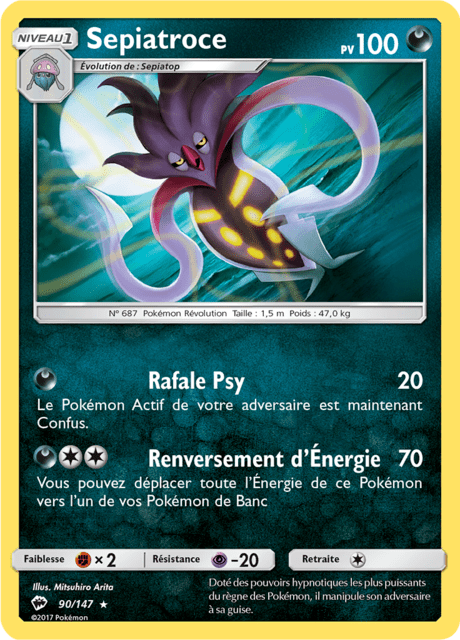 NIVEAU 1
Sepiatroce
PV 100
Évolution de : Sepiatop
N° 687 Pokémon Révolution Taille : 1,5 m Poids : 47,0 kg
Rafale Psy 20
Le Pokémon Actif de votre adversaire est maintenant
Confus.
Renversement d'Énergie 70
Vous pouvez déplacer toute l'Énergie de ce Pokémon
vers l'un de vos Pokémon de Banc
Faiblesse × 2 Résistance -20 Retraite
Illus. Mitsuhiro Arita
90/147 ★
©2017 Pokémon
Doté des pouvoirs hypnotiques les plus puissants
du règne des Pokémon, il manipule son adversaire
à sa guise.